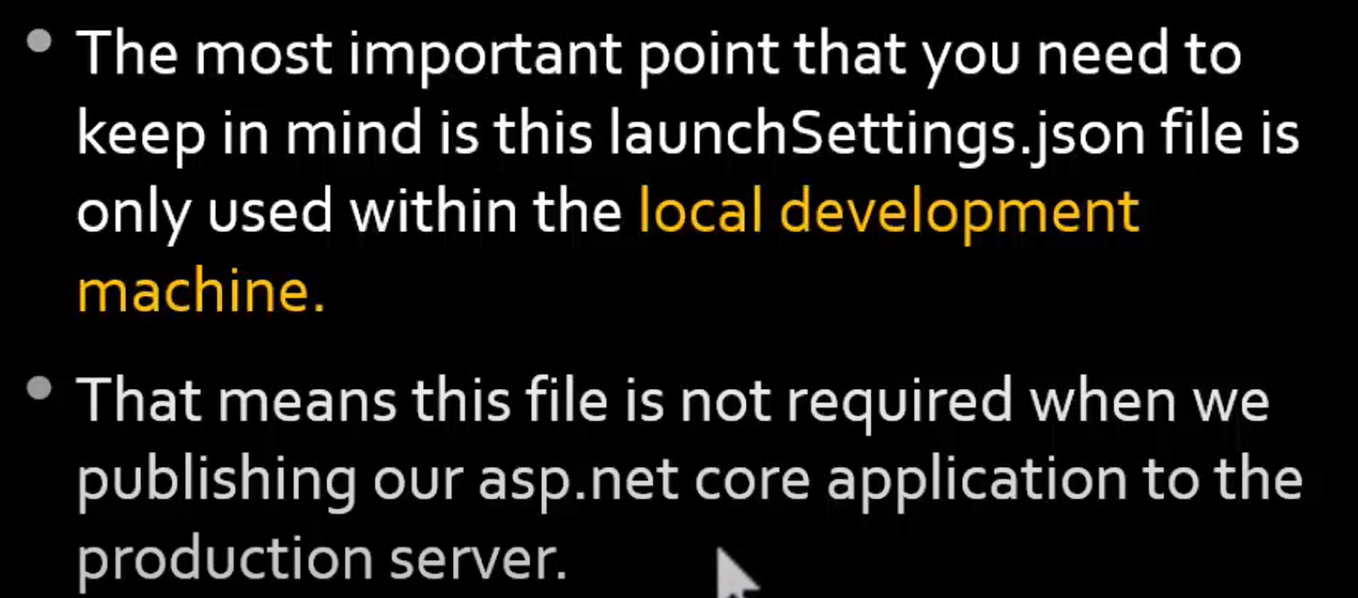 • The most important point that you need to
keep in mind is this launchSettings.json file is
only used within the local development
machine.
• That means this file is not required when we
publishing our asp.net core application to the
production server.